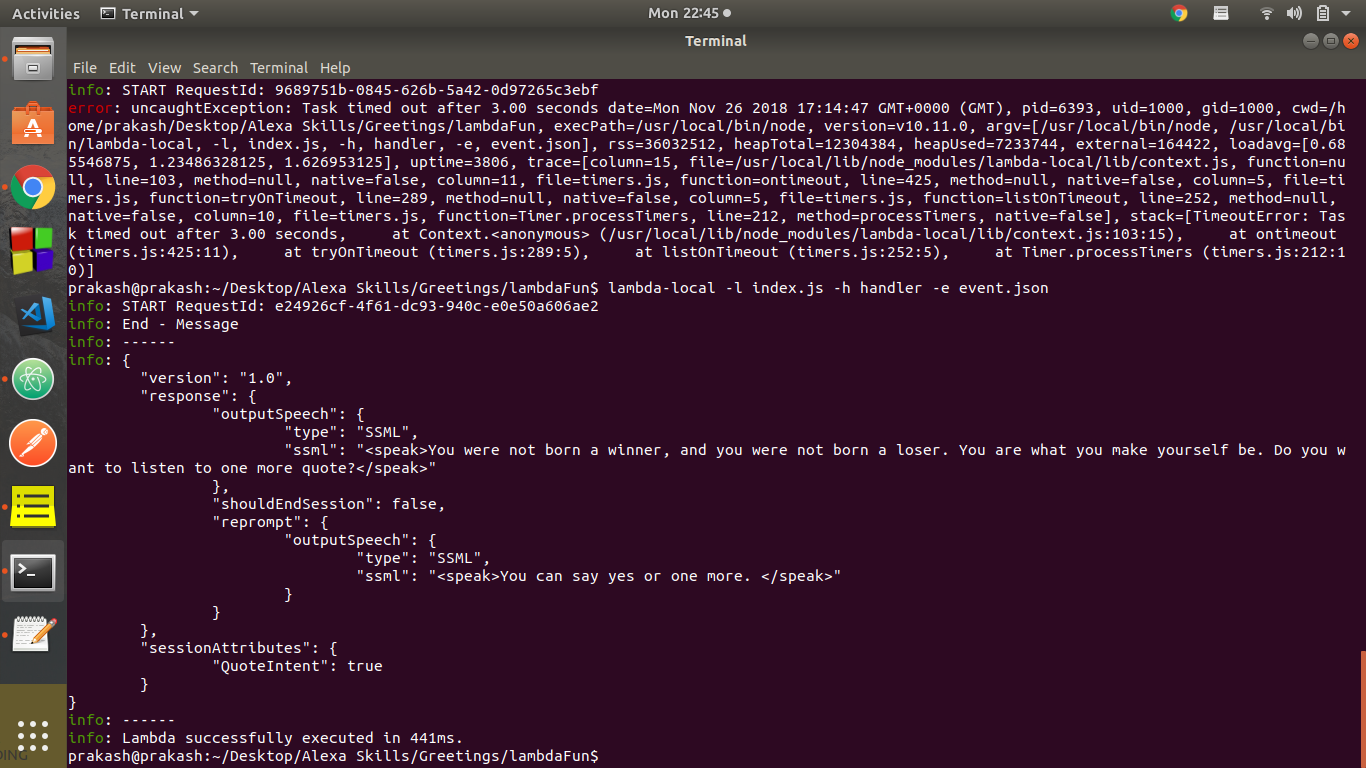 Activities Terminal Mon 22:45
Terminal
File Edit View Search Terminal Help
info: START RequestId: 9689751b-0845-626b-5a42-0d97265c3ebf
error: uncaughtException: Task timed out after 3.00 seconds date=Mon Nov 26 2018 17:14:47 GMT+0000 (GMT), pid=6393, uid=1000, gid=1000, cwd=/h
ome/prakash/Desktop/Alexa Skills/Greetings/lambdaFun, execPath=/usr/local/bin/node, version=v10.11.0, argv=[/usr/local/bin/node, /usr/local/bi
n/lambda-local, -l, index.js, -h, handler, -e, event.json], rss=36032512, heapTotal=12304384, heapUsed=7233744, external=164422, loadavg=[0.68
5546875, 1.23486328125, 1.626953125], uptime=3806, trace=[column=15, file=/usr/local/lib/node_modules/lambda-local/lib/context.js, function=nu
ll, line=103, method=null, native=false, column=11, file=timers.js, function=ontimeout, line=425, method=null, native=false, column=5, file=ti
mers.js, function=tryOnTimeout, line=289, method=null, native=false, column=5, file=timers.js, function=listOnTimeout, line=252, method=null,
native=false, column=10, file=timers.js, function=Timer.processTimers, line=212, method=processTimers, native=false], stack=[TimeoutError: Tas
k timed out after 3.00 seconds,     at Context.<anonymous> (/usr/local/lib/node_modules/lambda-local/lib/context.js:103:15),     at ontimeout
(timers.js:425:11),     at tryOnTimeout (timers.js:289:5),     at listOnTimeout (timers.js:252:5),     at Timer.processTimers (timers.js:212:1
0)]
prakash@prakash:~/Desktop/Alexa Skills/Greetings/lambdaFun$ lambda-local -l index.js -h handler -e event.json
info: START RequestId: e24926cf-4f61-dc93-940c-e0e50a606ae2
info: End - Message
info: ------
info: {
        "version": "1.0",
        "response": {
                "outputSpeech": {
                        "type": "SSML",
                        "ssml": "<speak>You were not born a winner, and you were not born a loser. You are what you make yourself be. Do you w
ant to listen to one more quote?</speak>"
                },
                "shouldEndSession": false,
                "reprompt": {
                        "outputSpeech": {
                                "type": "SSML",
                                "ssml": "<speak>You can say yes or one more. </speak>"
                        }
                }
        },
        "sessionAttributes": {
                "QuoteIntent": true
        }
}
info: ------
info: Lambda successfully executed in 441ms.
prakash@prakash:~/Desktop/Alexa Skills/Greetings/lambdaFun$